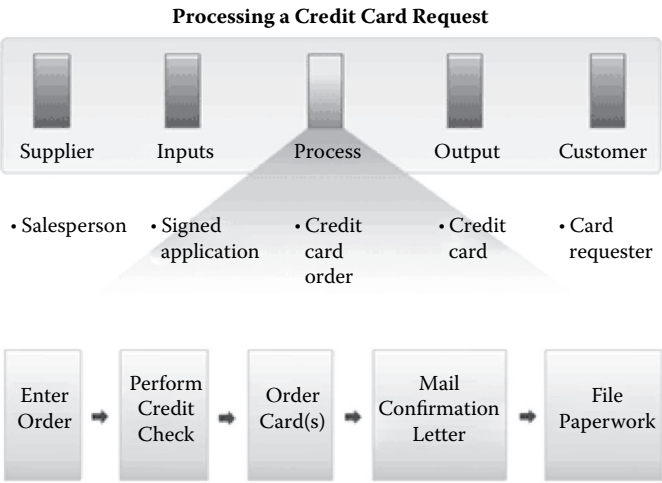 Processing a Credit Card Request
Supplier
Inputs
Process
Output
Customer
• Salesperson
• Signed
application
• Credit
card
order
• Credit
card
• Card
requester
Enter
Order
Perform
Credit
Check
Order
Card(s)
Mail
Confirmation
Letter
File
Paperwork